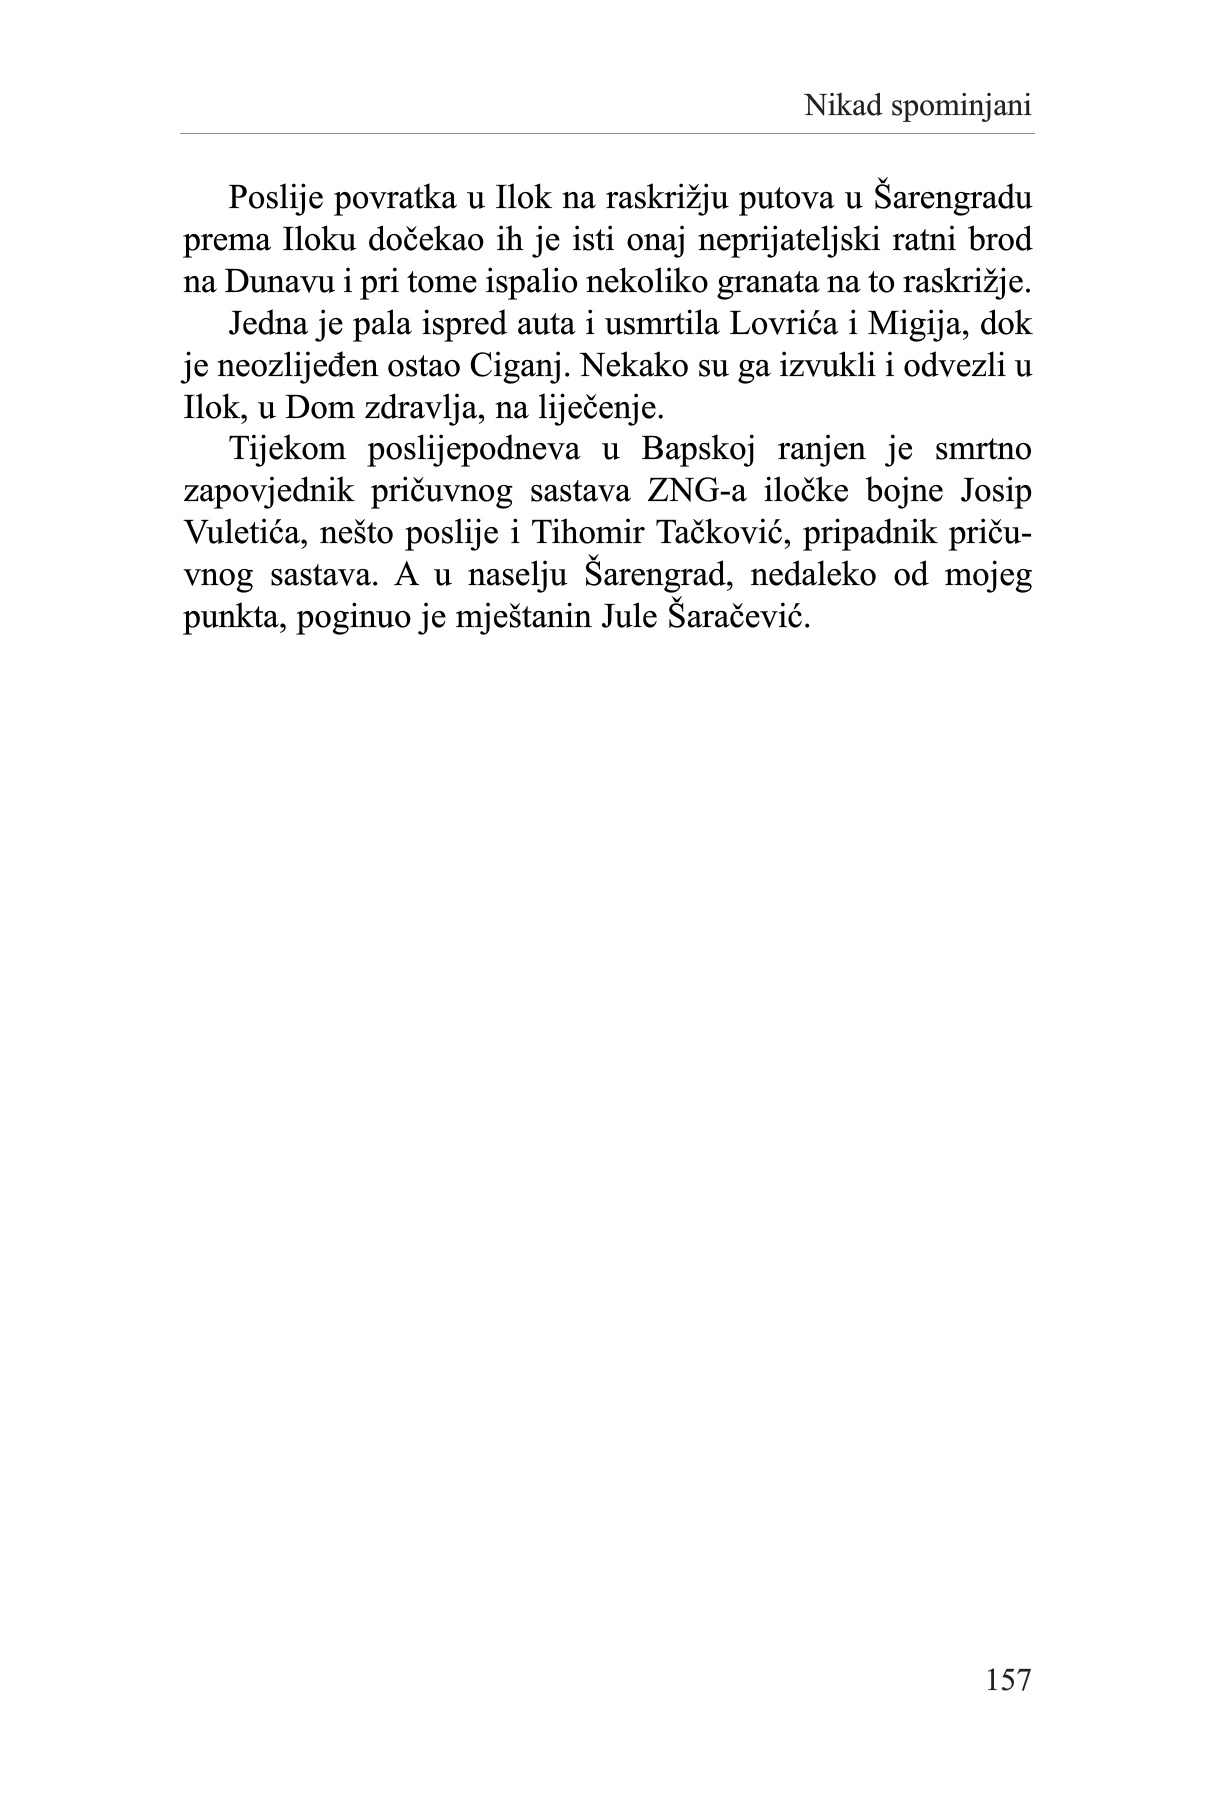 Nikad spominjani
Poslije povratka u Ilok na raskrižju putova u Šarengradu
prema Iloku dočekao ih je isti onaj neprijateljski ratni brod
na Dunavu i pri tome ispalio nekoliko granata na to raskrižje.
Jedna je pala ispred auta i usmrtila Lovrića i Migija, dok
je neozlijeđen ostao Ciganj. Nekako su ga izvukli i odvezli u
Ilok, u Dom zdravlja, na liječenje.
Tijekom poslijepodneva u Bapskoj ranjen je smrtno
zapovjednik pričuvnog sastava ZNG-a iločke bojne Josip
Vuletića, nešto poslije i Tihomir Tačković, pripadnik priču-
vnog sastava. A u naselju Šarengrad, nedaleko od mojeg
punkta, poginuo je mještanin Jule Šaračević.
157